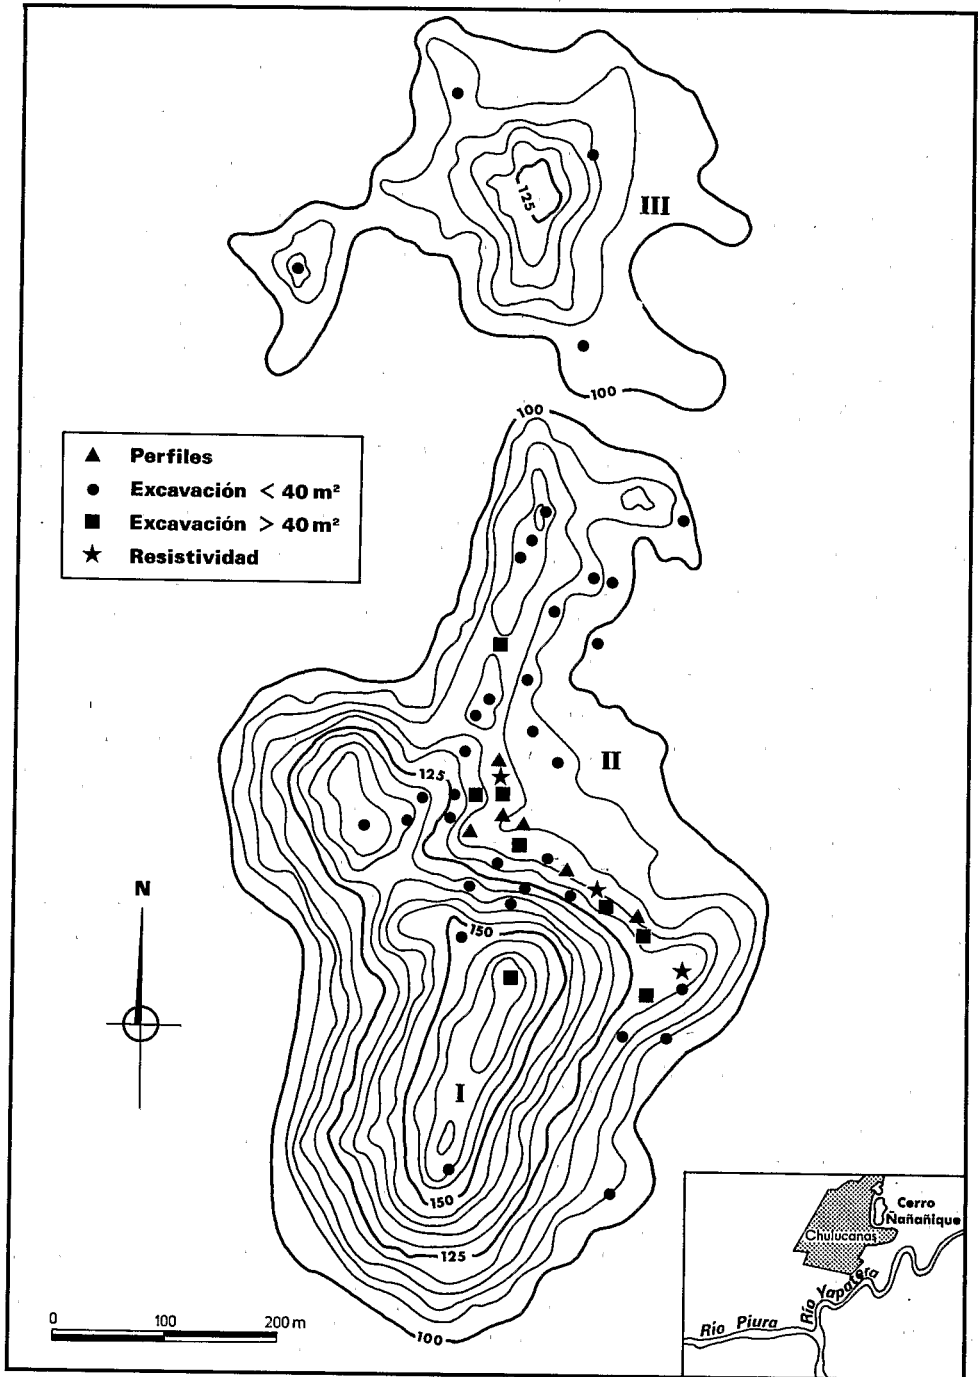 125
III
100
100
Perfiles
Excavación < 40 m²
Excavación > 40 m²
Resistividad
II
125
N
150
I
150
125
100
0 100 200 m
Cerro
Ñañañique
Chulucanas
Río Yapatera
Río Piura